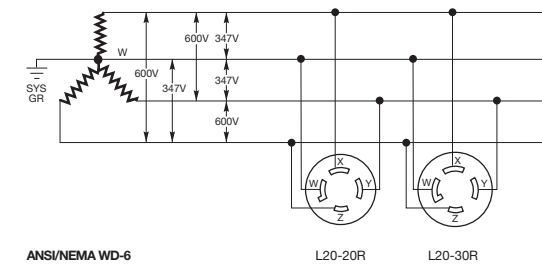 W
600V
347V
600V
347V
347V
600V
SYS
GR
X
W
Y
Z
X
W
Y
Z
ANSI/NEMA WD-6
L20-20R
L20-30R